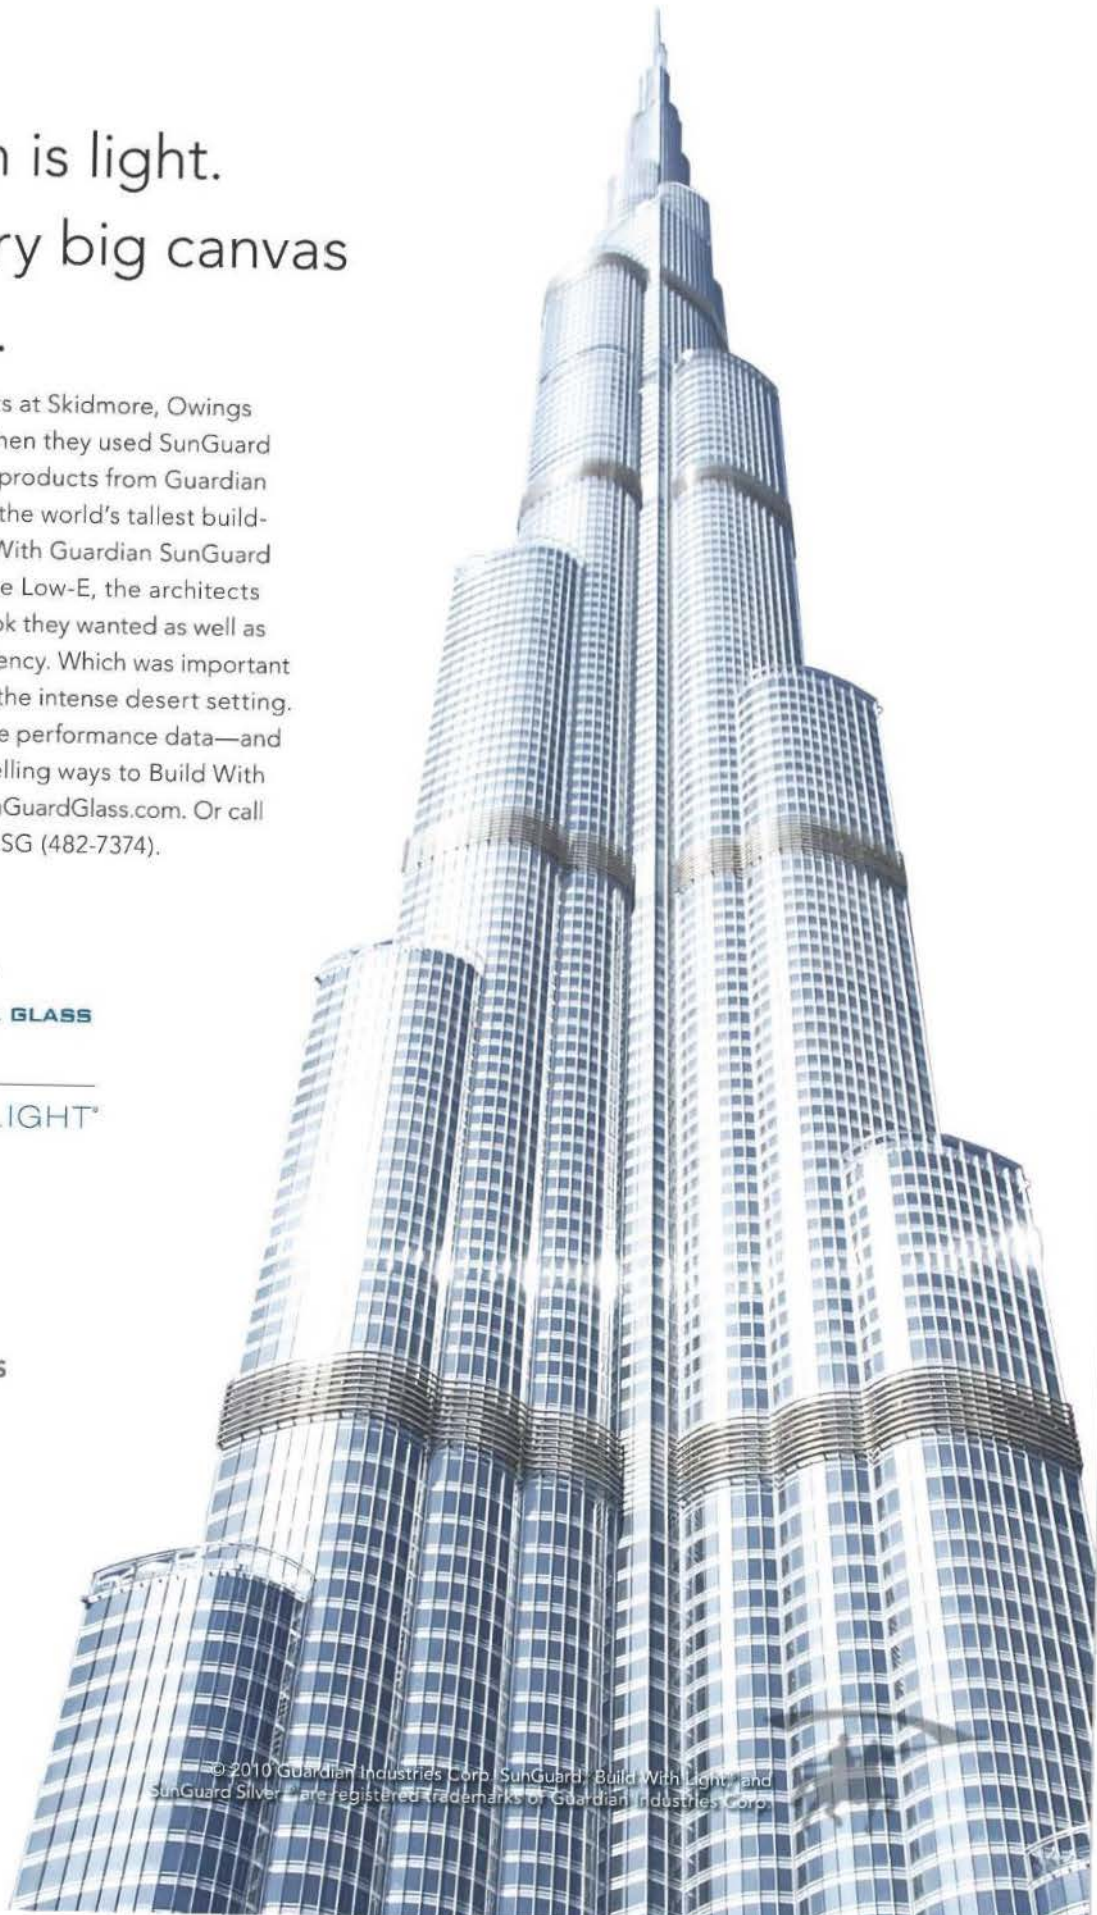 n is light.
ry big canvas
.
s at Skidmore, Owings
hen they used SunGuard
products from Guardian
the world's tallest build-
With Guardian SunGuard
e Low-E, the architects
ok they wanted as well as
ency. Which was important
the intense desert setting.
e performance data—and
elling ways to Build With
nGuardGlass.com. Or call
SG (482-7374).
L GLASS
LIGHT®
s
© 2010 Guardian Industries Corp. SunGuard, Build With Light,® and
SunGuard Silver® are registered trademarks of Guardian Industries Corp.